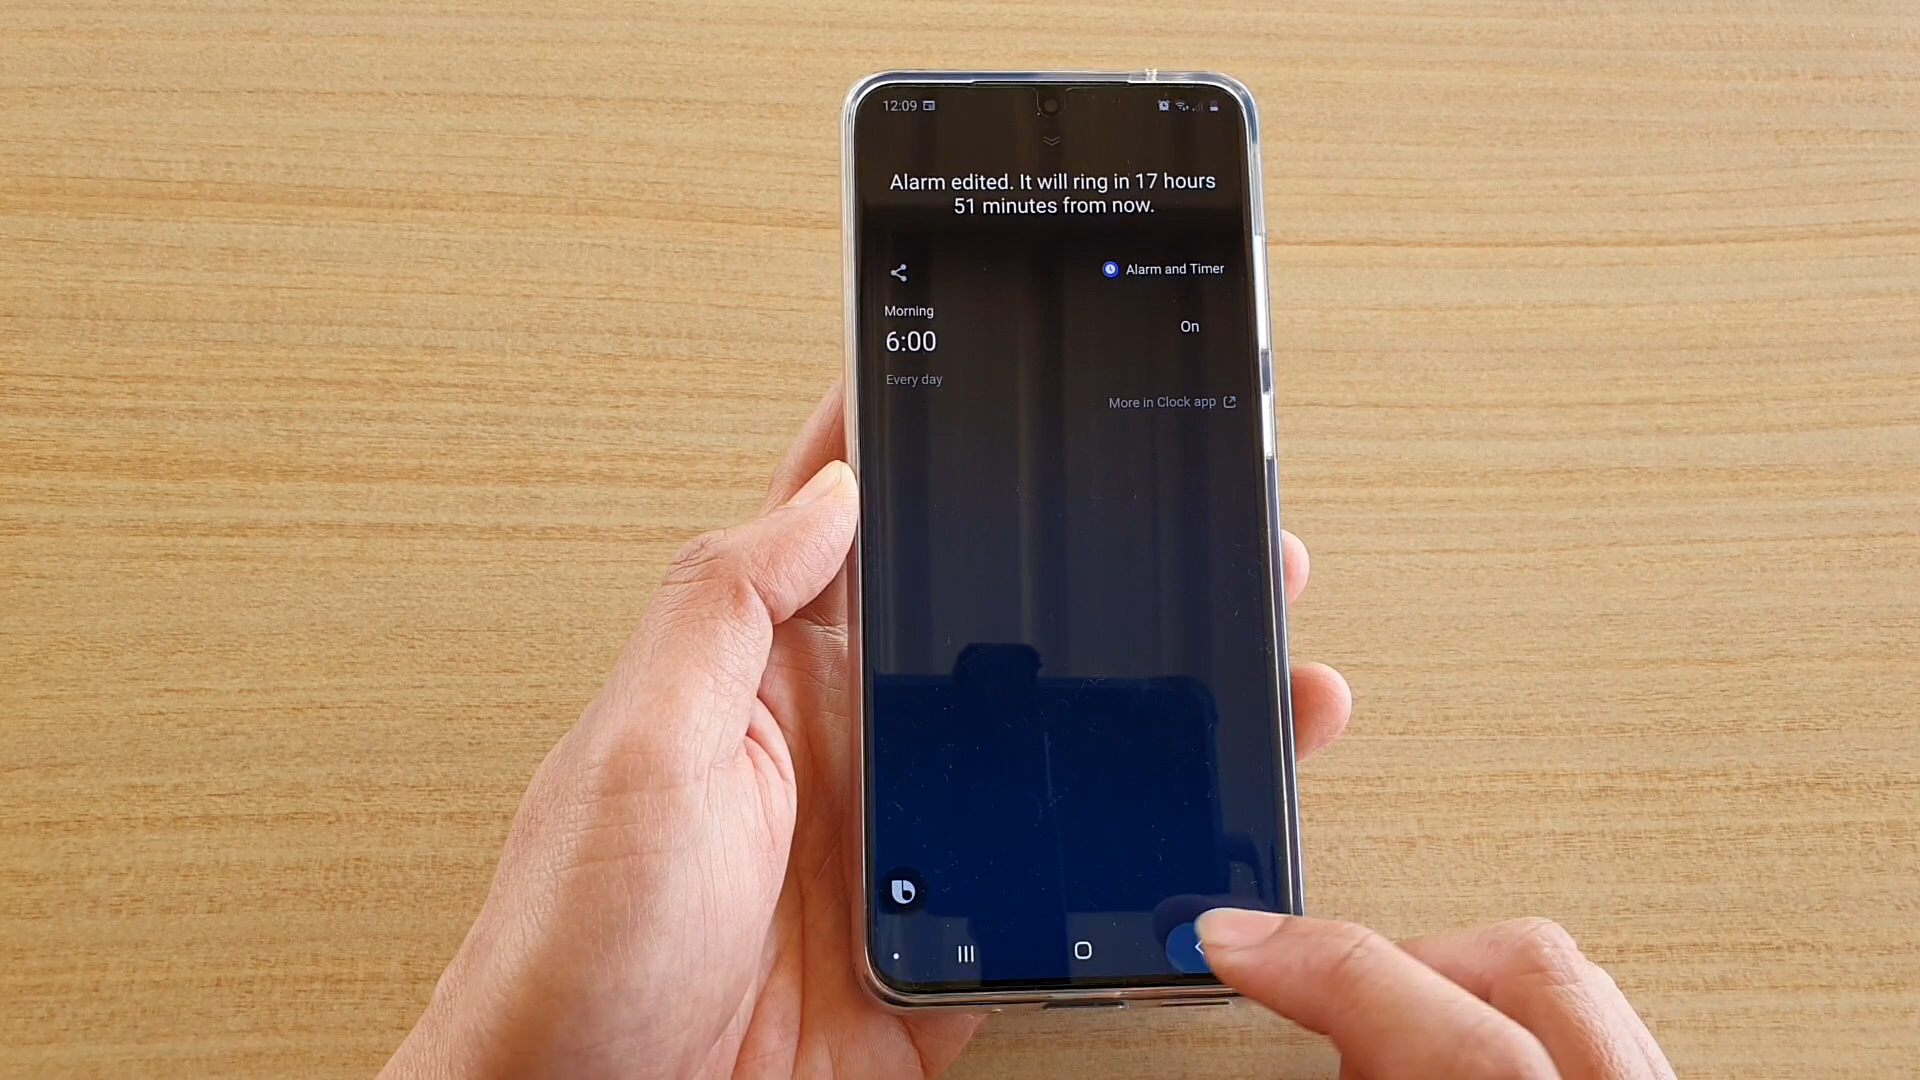 12:09
Alarm edited. It will ring in 17 hours
51 minutes from now.
Alarm and Timer
Morning
6:00
On
Every day
More in Clock app